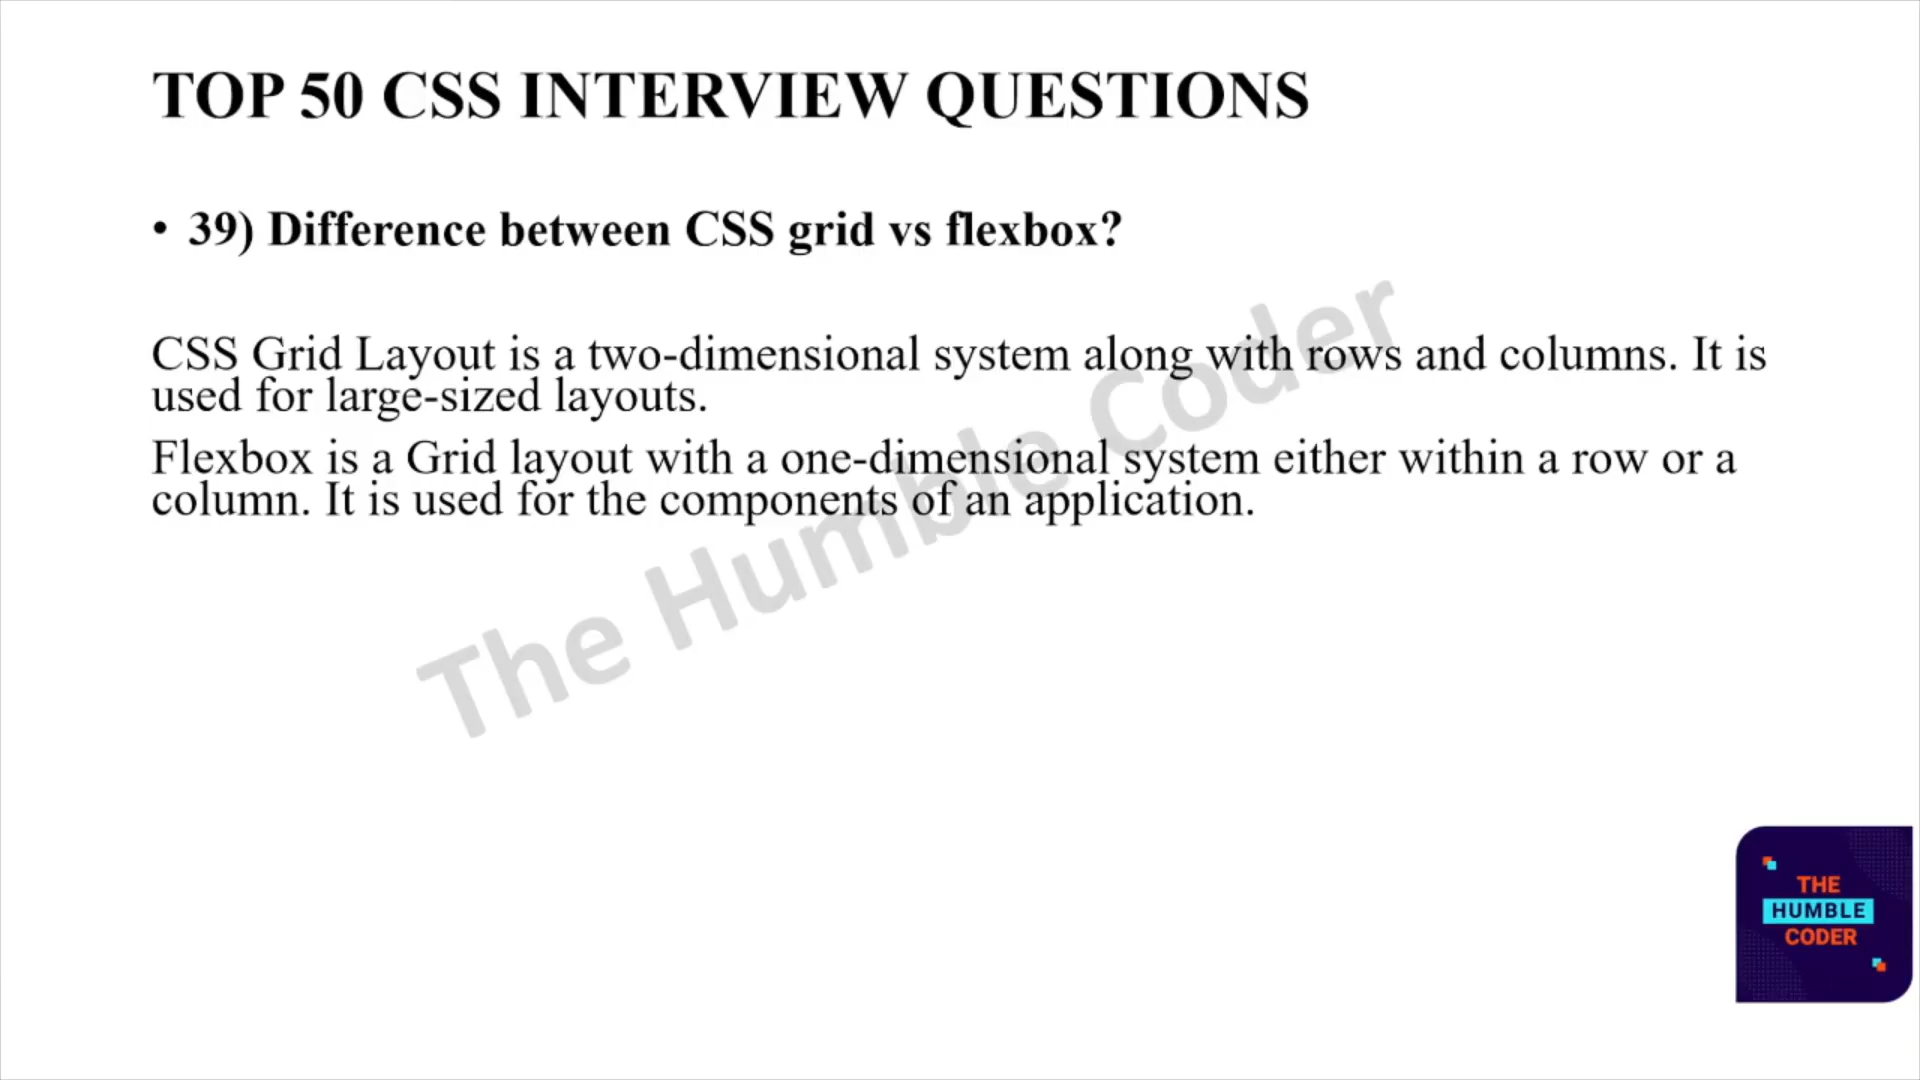 TOP 50 CSS INTERVIEW QUESTIONS
• 39) Difference between CSS grid vs flexbox?
CSS Grid Layout is a two-dimensional system along with rows and columns. It is
used for large-sized layouts.
Flexbox is a Grid layout with a one-dimensional system either within a row or a
column. It is used for the components of an application.
The Humble Coder
THE
HUMBLE
CODER